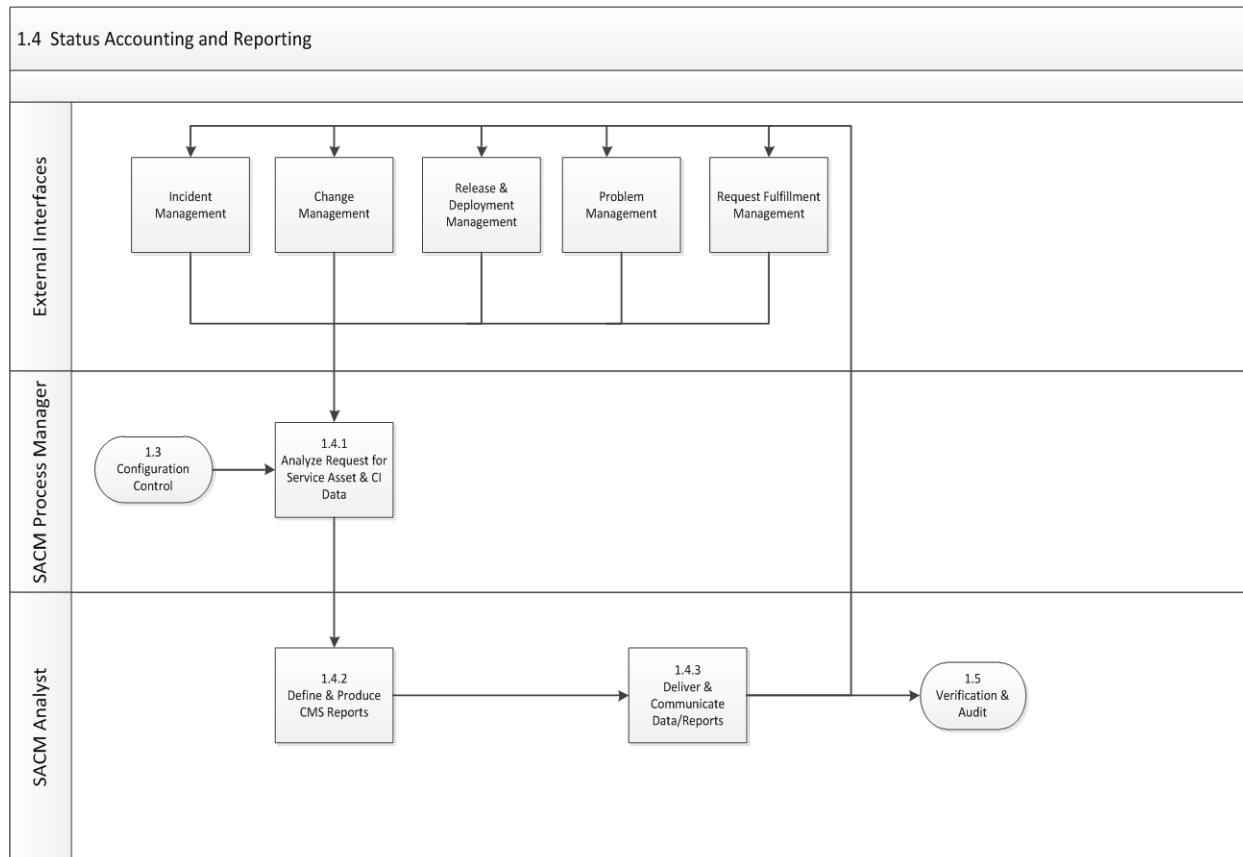 1.4 Status Accounting and Reporting
External Interfaces
Incident
Management
Change
Management
Release &
Deployment
Management
Problem
Management
Request Fulfillment
Management
SACM Process Manager
1.3
Configuration
Control
1.4.1
Analyze Request for
Service Asset & CI
Data
SACM Analyst
1.4.2
Define & Produce
CMS Reports
1.4.3
Deliver &
Communicate
Data/Reports
1.5
Verification &
Audit